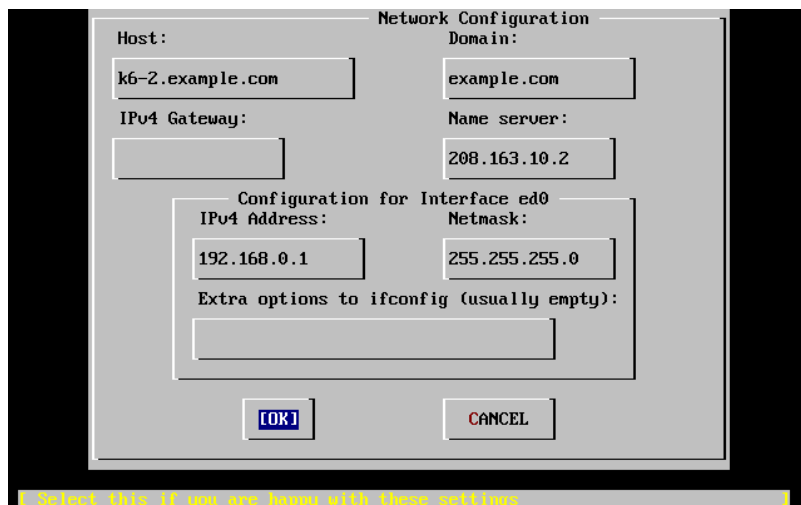 Network Configuration
Host: Domain:
k6-2.example.com example.com
IPv4 Gateway: Name server:
208.163.10.2
Configuration for Interface ed0
IPv4 Address: Netmask:
192.168.0.1 255.255.255.0
Extra options to ifconfig (usually empty):
[OK] CANCEL
[ Select this if you are happy with these settings ]